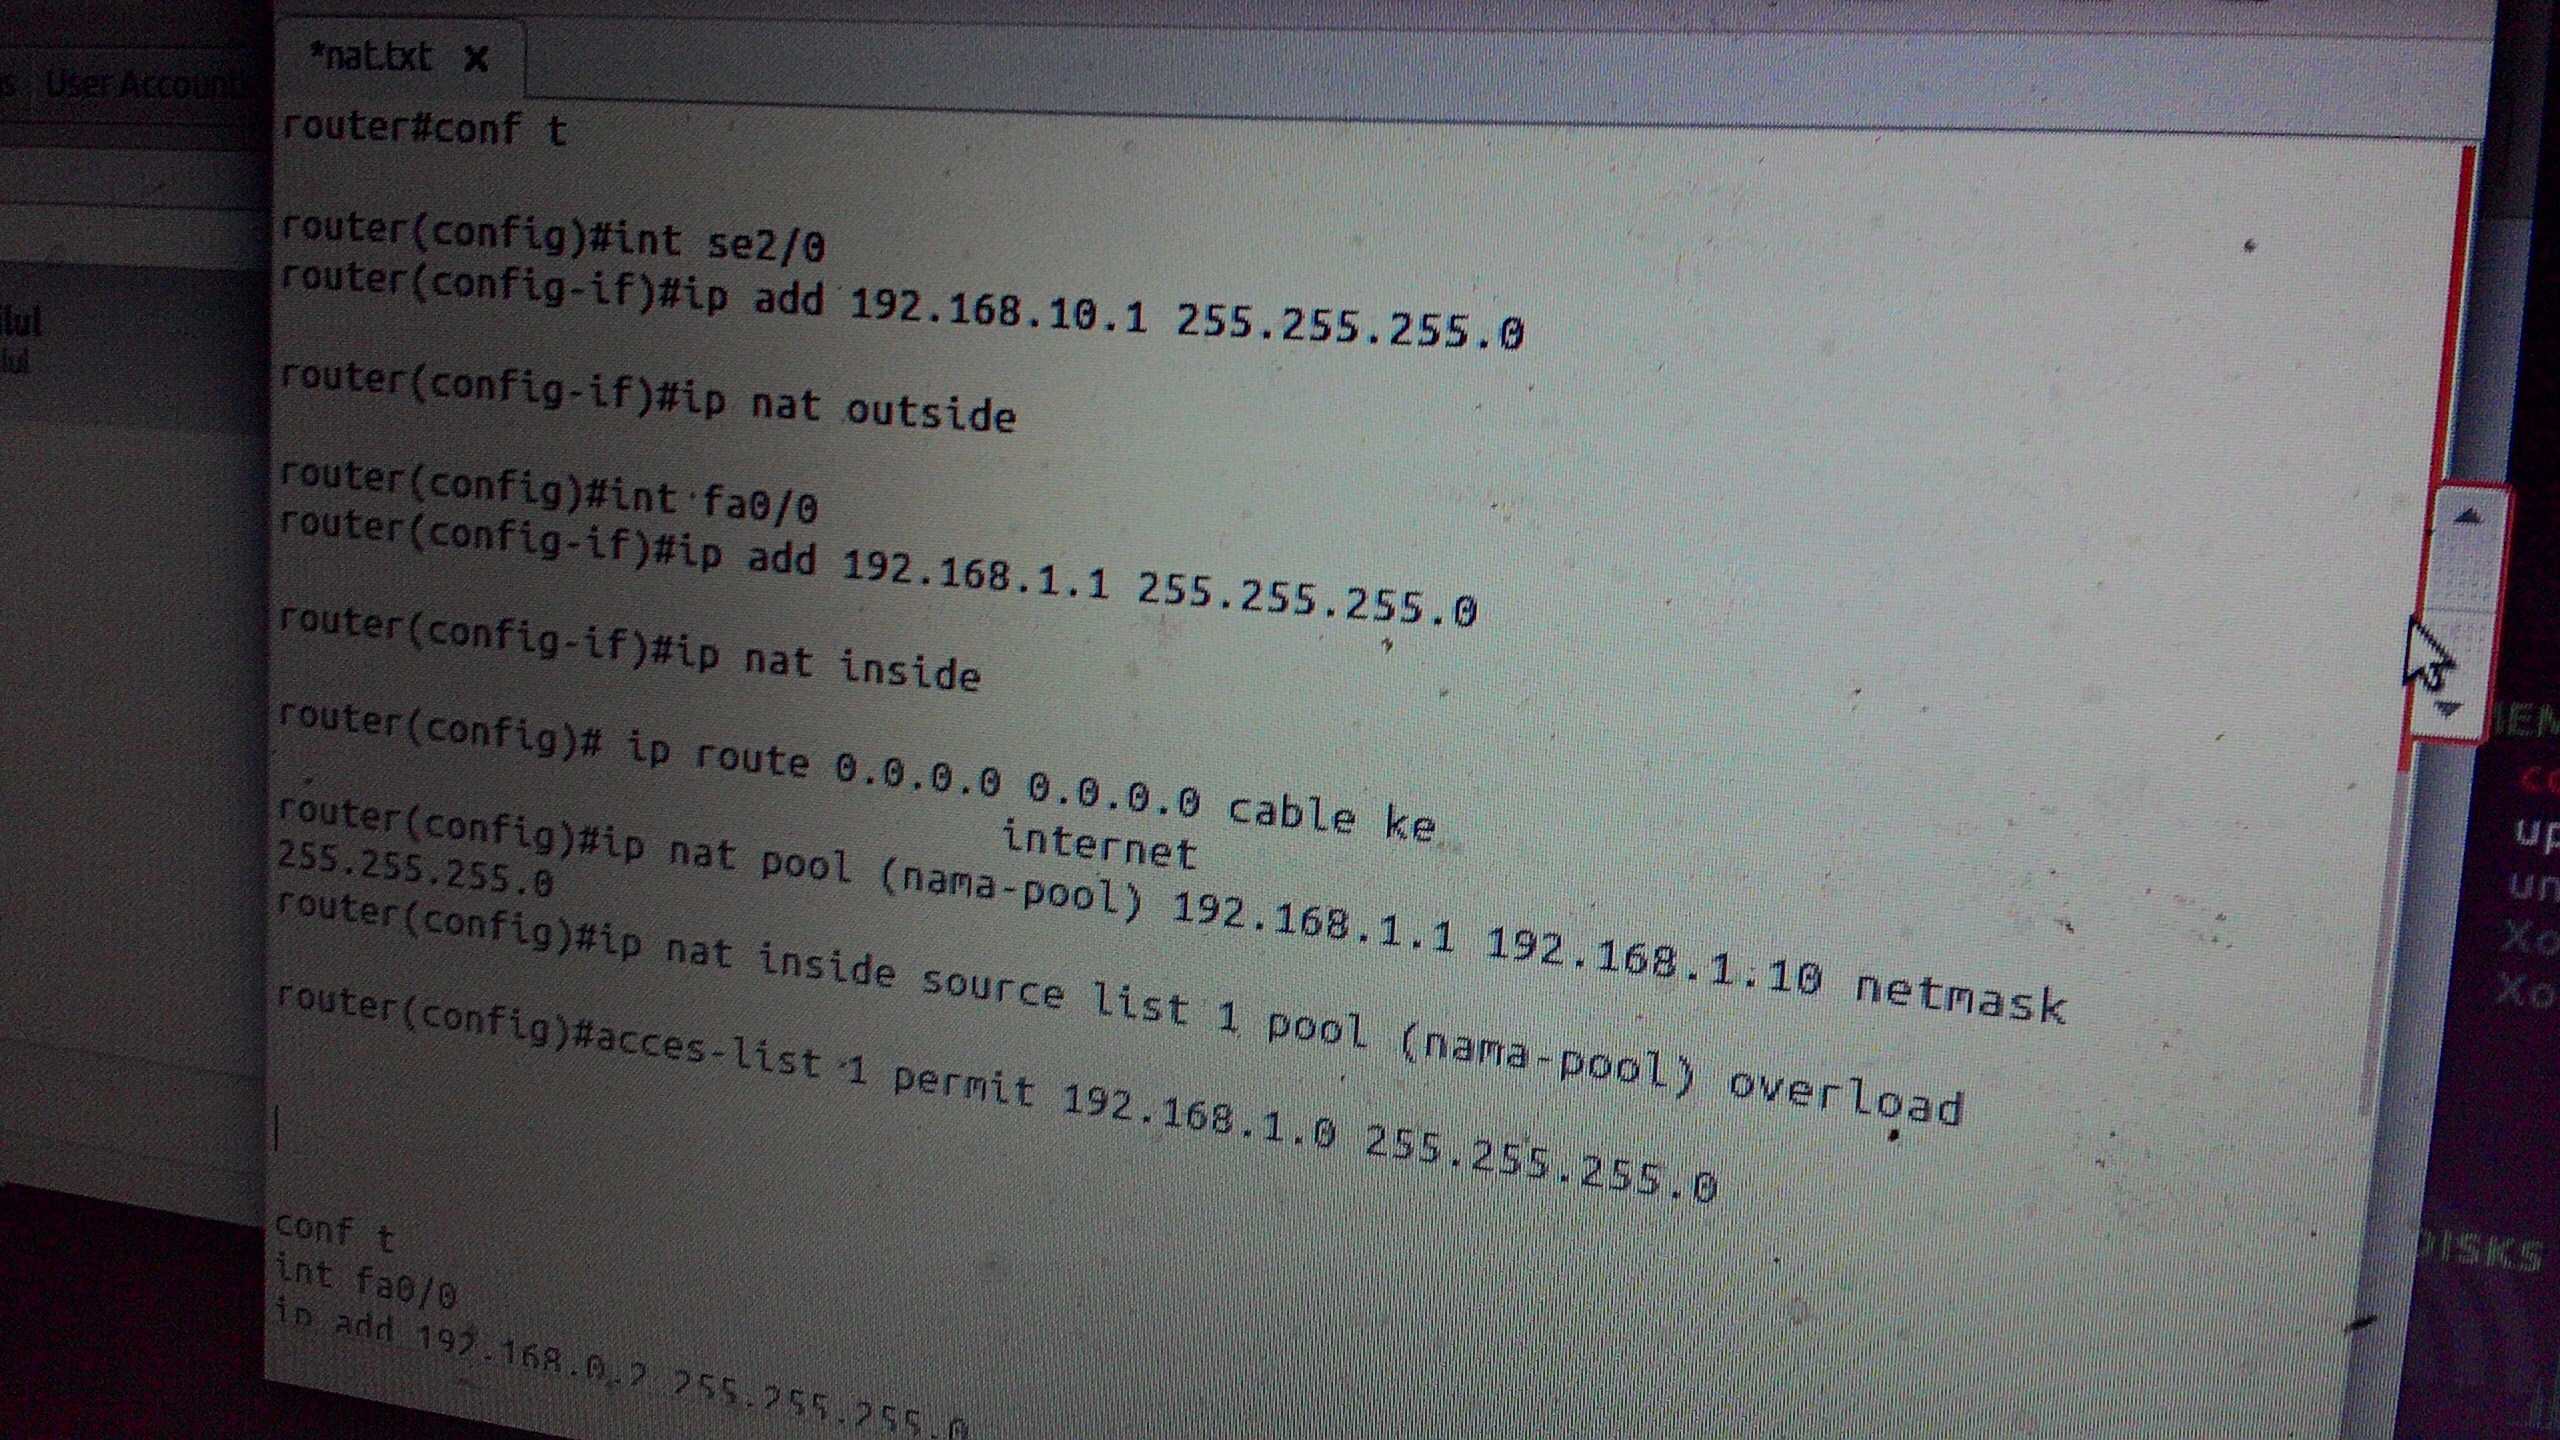 *nat.txt x
User Account
router#conf t
router(config)#int se2/0
router(config-if)#ip add 192.168.10.1 255.255.255.0
router(config-if)#ip nat outside
router(config)#int fa0/0
router(config-if)#ip add 192.168.1.1 255.255.255.0
router(config-if)#ip nat inside
router(config)# ip route 0.0.0.0 0.0.0.0 cable ke
internet
router(config)#ip nat pool (nama-pool) 192.168.1.1 192.168.1.10 netmask
255.255.255.0
router(config)#ip nat inside source list 1 pool (nama-pool) overload
router(config)#acces-list 1 permit 192.168.1.0 255.255.255.0
conf t
int fa0/0
ip add 192.168.0.2 255.255.255.0
up
un
Xo
Xo
DISKS